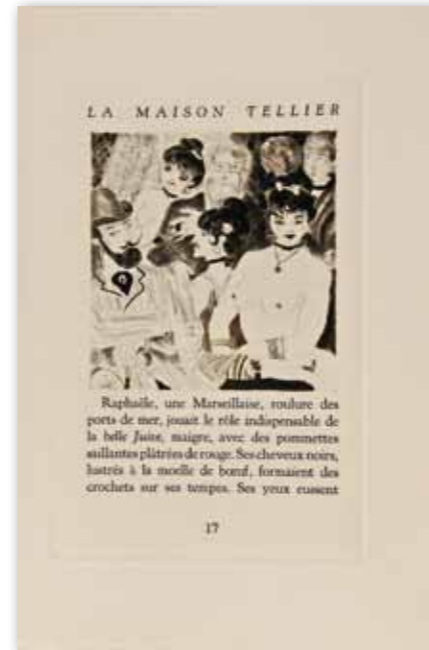 LA MAISON TELLIER
Raphaële, une Marseillaise, roulure des
ports de mer, jouait le rôle indispensable de
la belle Juive, maigre, avec des pommettes
saillantes plâtrées de rouge. Ses cheveux noirs,
lustrés à la moelle de bœuf, formaient des
crochets sur ses tempes. Ses yeux eussent
17